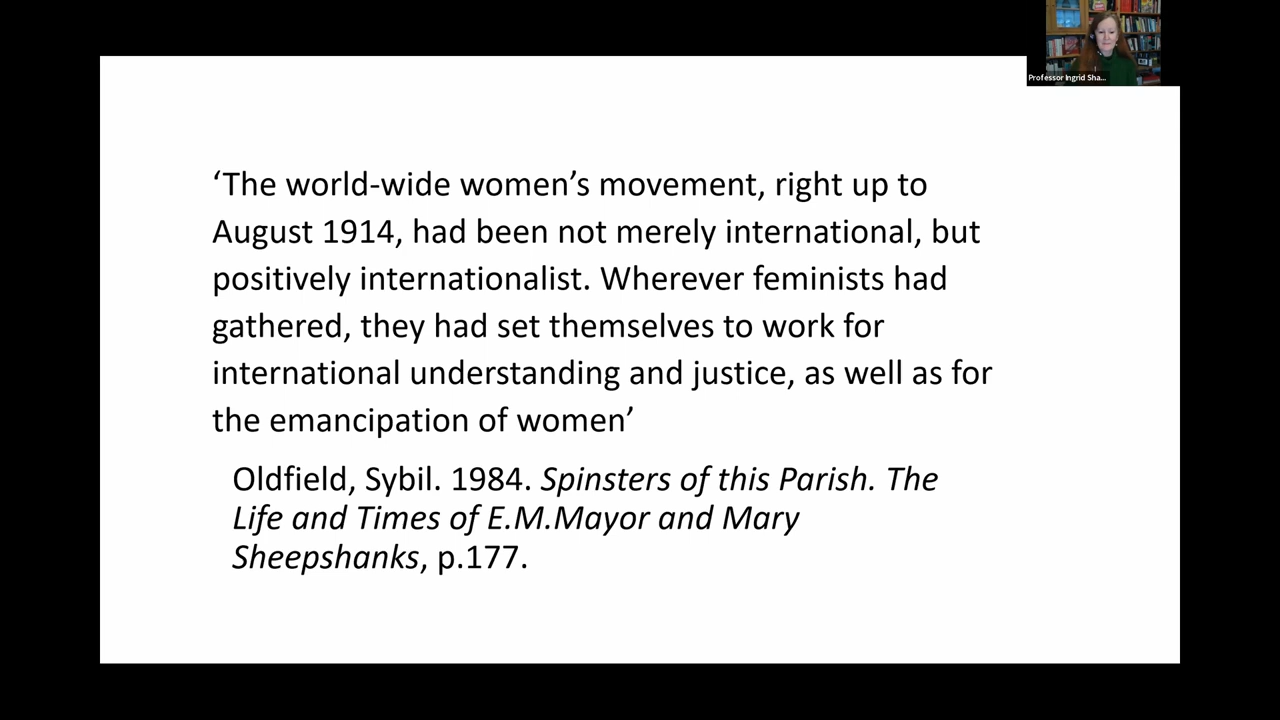 Professor Ingrid Sha...
‘The world-wide women’s movement, right up to
August 1914, had been not merely international, but
positively internationalist. Wherever feminists had
gathered, they had set themselves to work for
international understanding and justice, as well as for
the emancipation of women’
Oldfield, Sybil. 1984. Spinsters of this Parish. The
Life and Times of E.M.Mayor and Mary
Sheepshanks, p.177.